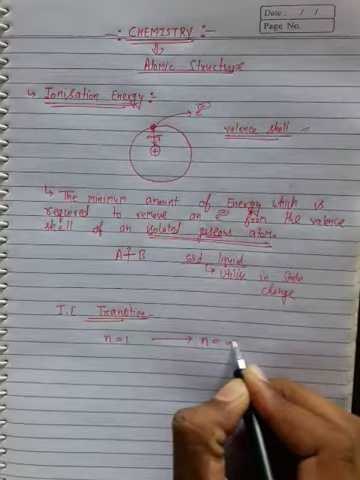 Date : / /
Page No.
-: CHEMISTRY :-
Atomic Structure
↳ Ionisation Energy :-
e⁻
valence shell
+
↳ The minimum amount of Energy which is
required to remove an e⁻ from the valence
shell of an isolated gaseous atom
Solid liquid
↳ Utilise in State
change
I.E Transition -
n = 1 ⟶ n =